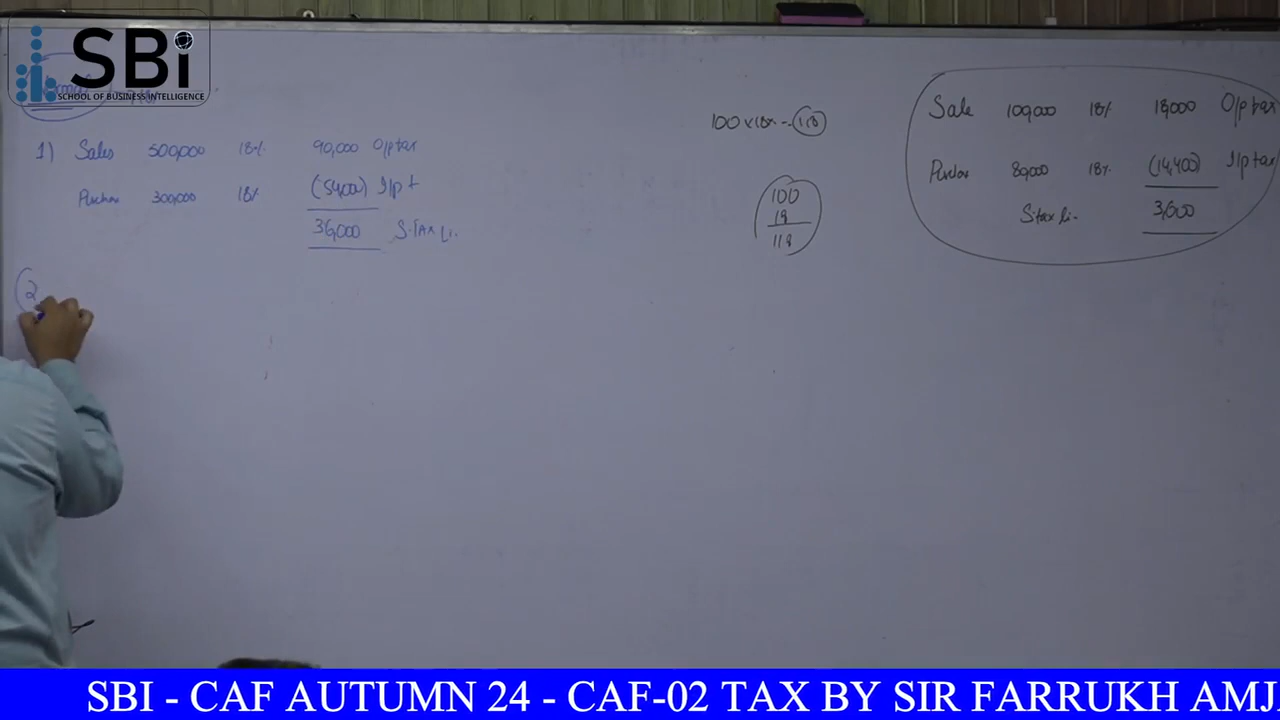 SBi
SCHOOL OF BUSINESS INTELLIGENCE
1) Sales 500,000 18% 90,000 O/p tax
Purchase 300,000 18% (54,000) I/p t
36,000 S.TAX Li.
(2
100 x 18% - 118
100
18
118
Sale 100,000 18% 18,000 O/p tax
Purchase 80,000 18% (14,400) I/p tax
S.tax Li. 3,600
SBI - CAF AUTUMN 24 - CAF-02 TAX BY SIR FARRUKH AMJ